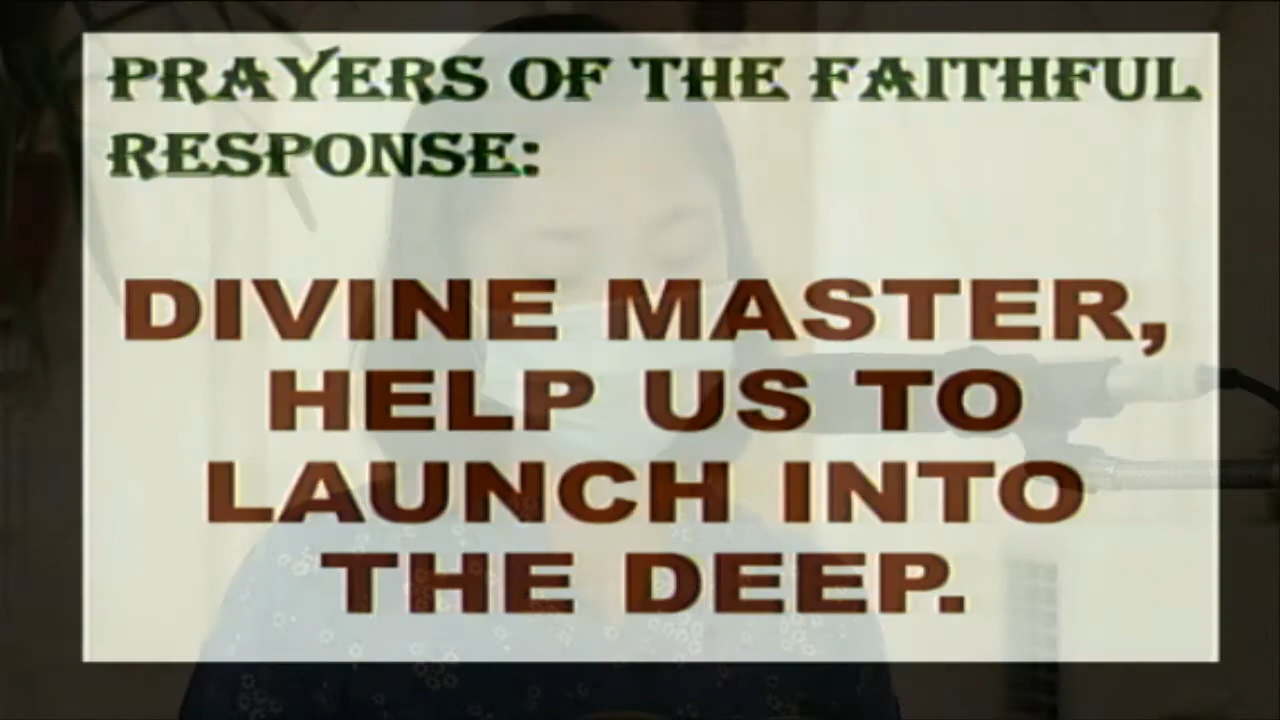 PRAYERS OF THE FAITHFUL
RESPONSE:
DIVINE MASTER,
HELP US TO
LAUNCH INTO
THE DEEP.